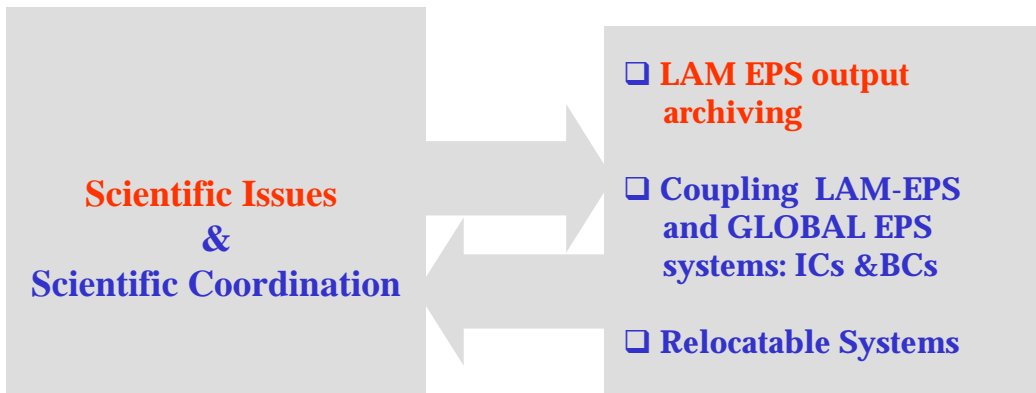 Scientific Issues
&
Scientific Coordination
❑ LAM EPS output
archiving
❑ Coupling LAM-EPS
and GLOBAL EPS
systems: ICs &BCs
❑ Relocatable Systems